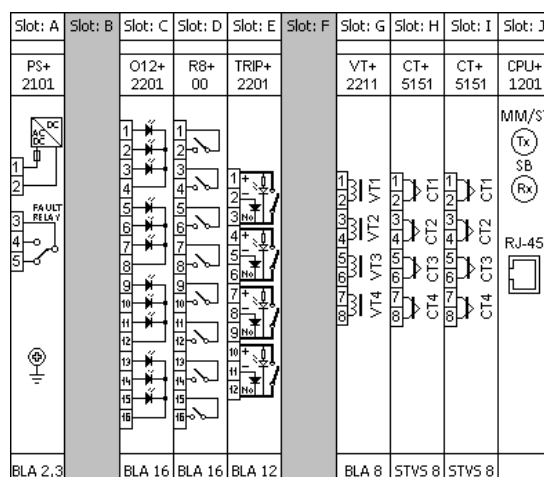 Slot: A Slot: B Slot: C Slot: D Slot: E Slot: F Slot: G Slot: H Slot: I Slot: J
PS+ O12+ R8+ TRIP+ VT+ CT+ CT+ CPU+
2101 2201 00 2201 2211 5151 5151 1201
DC
AC
DC
1
2
FAULT
RELAY
3
4
5
1
2
3
4
5
6
7
8
9
10
11
12
13
14
15
16
1
2
3
4
5
6
7
8
9
10
11
12
13
14
15
16
1 +
2 -
3 No
4 +
5 -
6 No
7 +
8 -
9 No
10 +
11 -
12 No
1
2
VT1
3
4
VT2
5
6
VT3
7
8
VT4
1
2
CT1
3
4
CT2
5
6
CT3
7
8
CT4
1
2
CT1
3
4
CT2
5
6
CT3
7
8
CT4
MM/S
Tx
SB
Rx
RJ-45
BLA 2,3 BLA 16 BLA 16 BLA 12 BLA 8 STVS 8 STVS 8